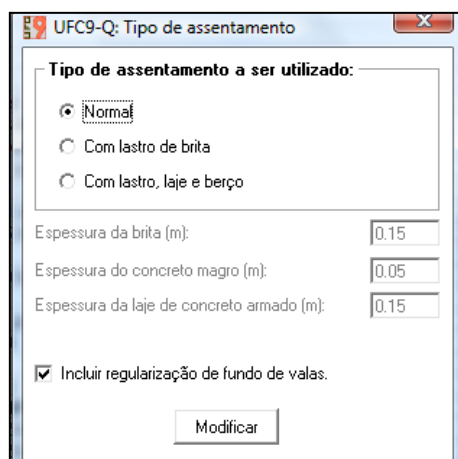 UFC9-Q: Tipo de assentamento
Tipo de assentamento a ser utilizado:
Normal
Com lastro de brita
Com lastro, laje e berço
Espessura da brita (m): 0.15
Espessura do concreto magro (m): 0.05
Espessura da laje de concreto armado (m): 0.15
Incluir regularização de fundo de valas.
Modificar